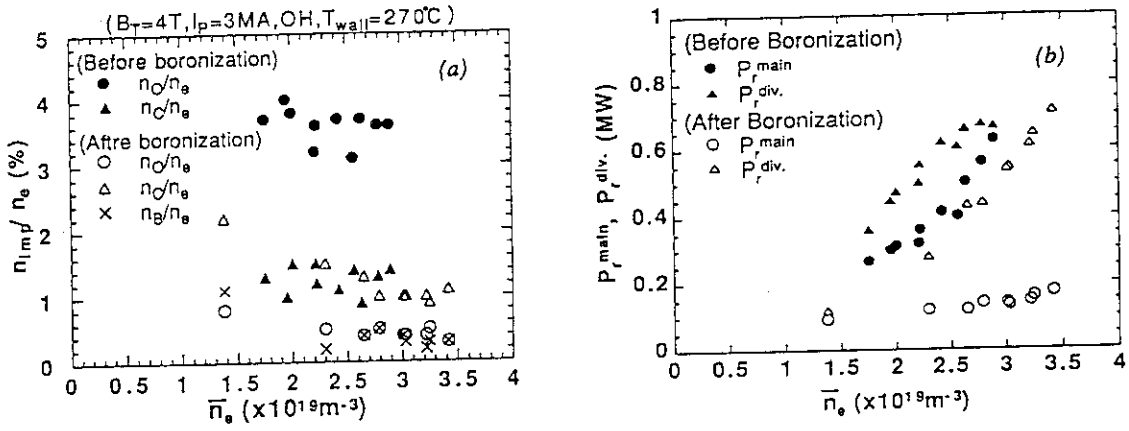 (B_T=4T,I_P=3MA,OH,T_wall=270℃)
5
4
3
2
1
0
n_Imp/ n_e (%)
(Before boronization)
n_O/n_e
n_C/n_e
(Aftre boronization)
n_O/n_e
n_C/n_e
n_B/n_e
(a)
0 0.5 1 1.5 2 2.5 3 3.5 4
n̄_e (x10¹⁹m⁻³)
1
0.8
0.6
0.4
0.2
0
P_r^main, P_r^div. (MW)
(Before Boronization)
P_r^main
P_r^div.
(After Boronization)
P_r^main
P_r^div.
(b)
0 0.5 1 1.5 2 2.5 3 3.5 4
n̄_e (x10¹⁹m⁻³)